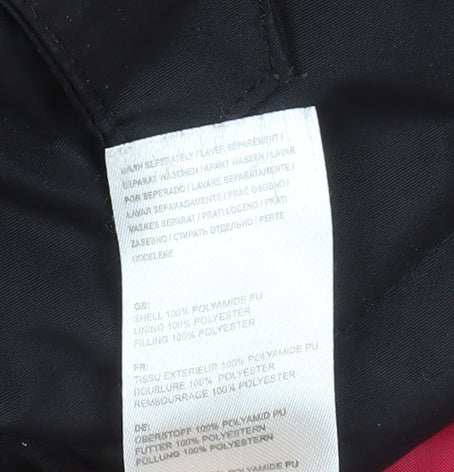 WASH SEPERATELY / LAVER SÉPAREMENT /
SEPARAT WASCHEN / APART WASSEN / LAVAR
POR SEPERADO / LAVARE SEPARATAMENTE /
LAVAR SEPARADAMENTE / PRAĆ OSOBNO /
VASKES SEPARAT / PRATI LOČENO / PRATI
ZASEBNO / СТИРАТЬ ОТДЕЛЬНО / PERTE
GB:
SHELL 100% POLYAMIDE PU
LINING 100% POLYESTER
FILLING 100% POLYESTER
FR:
TISSU EXTERIEUR 100% POLYAMIDE PU
DOUBLURE 100% POLYESTER
REMBOURRAGE 100% POLYESTER
DE:
OBERSTOFF 100% POLYAMID PU
FUTTER 100% POLYESTERN
FÜLLUNG 100% POLYESTERN